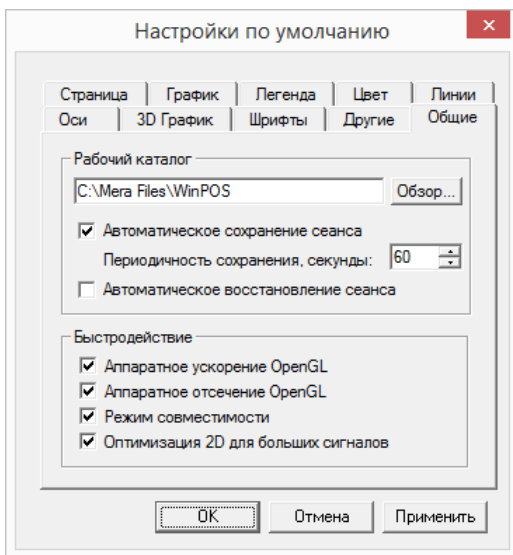 Настройки по умолчанию
Страница График Легенда Цвет Линии
Оси 3D График Шрифты Другие Общие
Рабочий каталог
C:\Mera Files\WinPOS Обзор...
Автоматическое сохранение сеанса
Периодичность сохранения, секунды: 60
Автоматическое восстановление сеанса
Быстродействие
Аппаратное ускорение OpenGL
Аппаратное отсечение OpenGL
Режим совместимости
Оптимизация 2D для больших сигналов
OK Отмена Применить